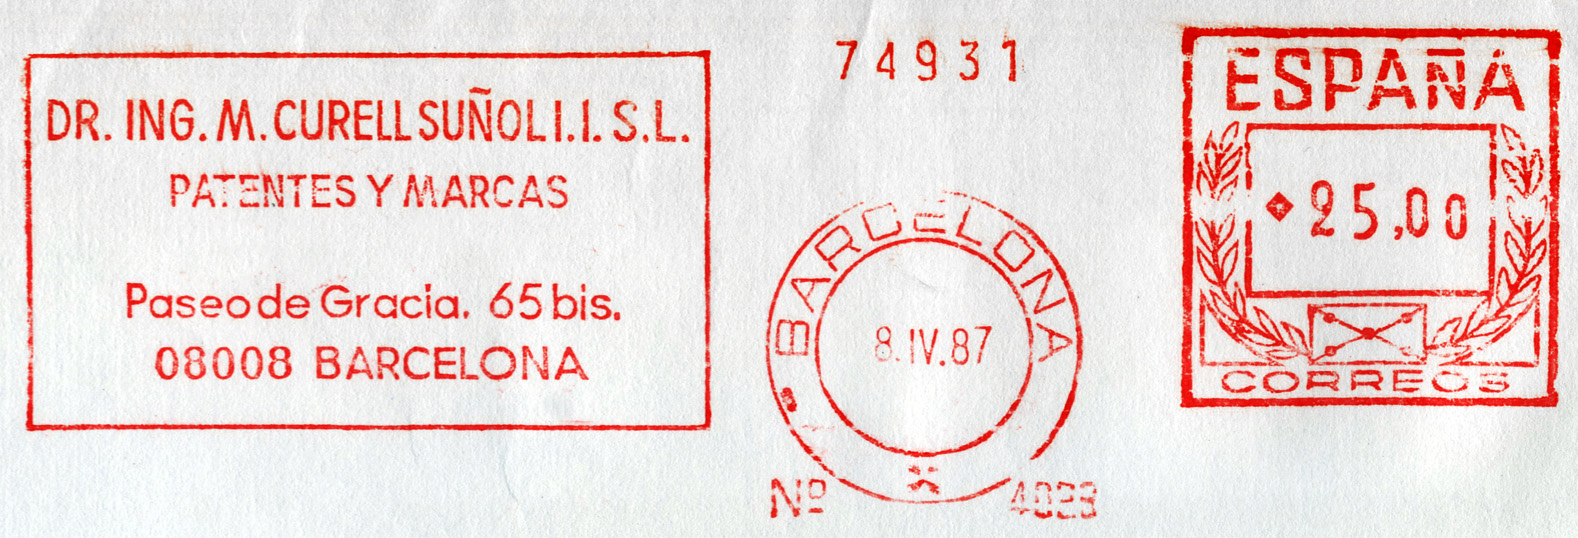 DR. ING. M. CURELL SUÑOL I.I. S.L.
PATENTES Y MARCAS
Paseo de Gracia. 65 bis.
08008 BARCELONA
74931
BARCELONA
8.IV.87
Nº 4023
ESPAÑA
25,00
CORREOS